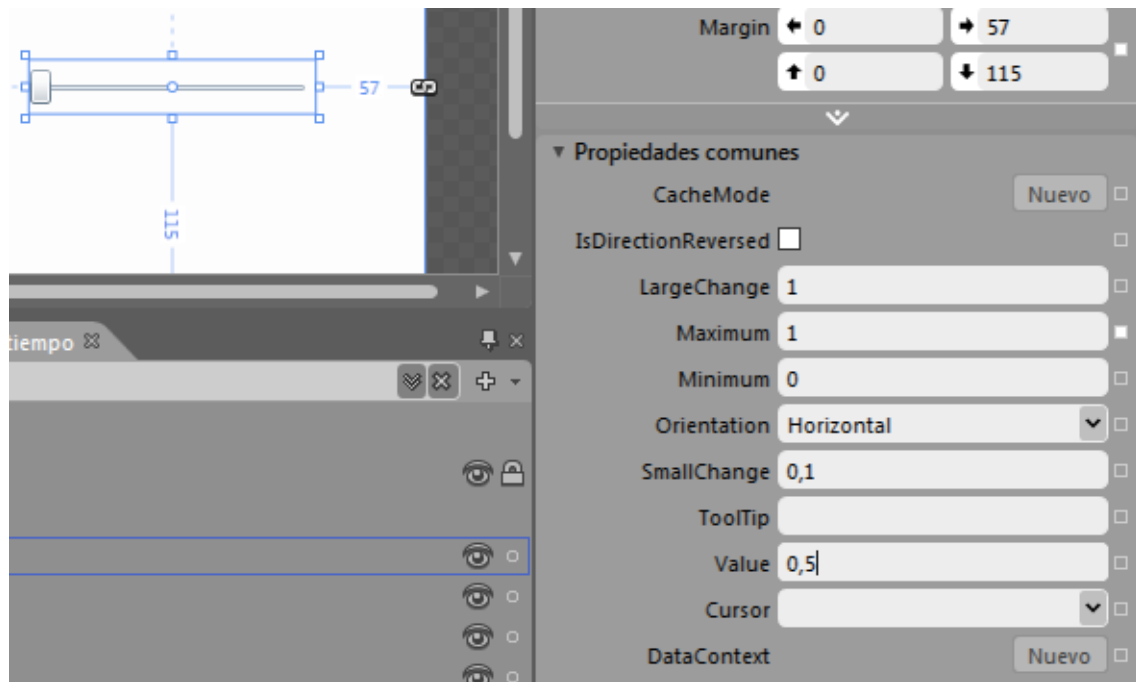 57
115
tiempo
Margin 0 57
0 115
Propiedades comunes
CacheMode Nuevo
IsDirectionReversed
LargeChange 1
Maximum 1
Minimum 0
Orientation Horizontal
SmallChange 0,1
ToolTip
Value 0,5
Cursor
DataContext Nuevo